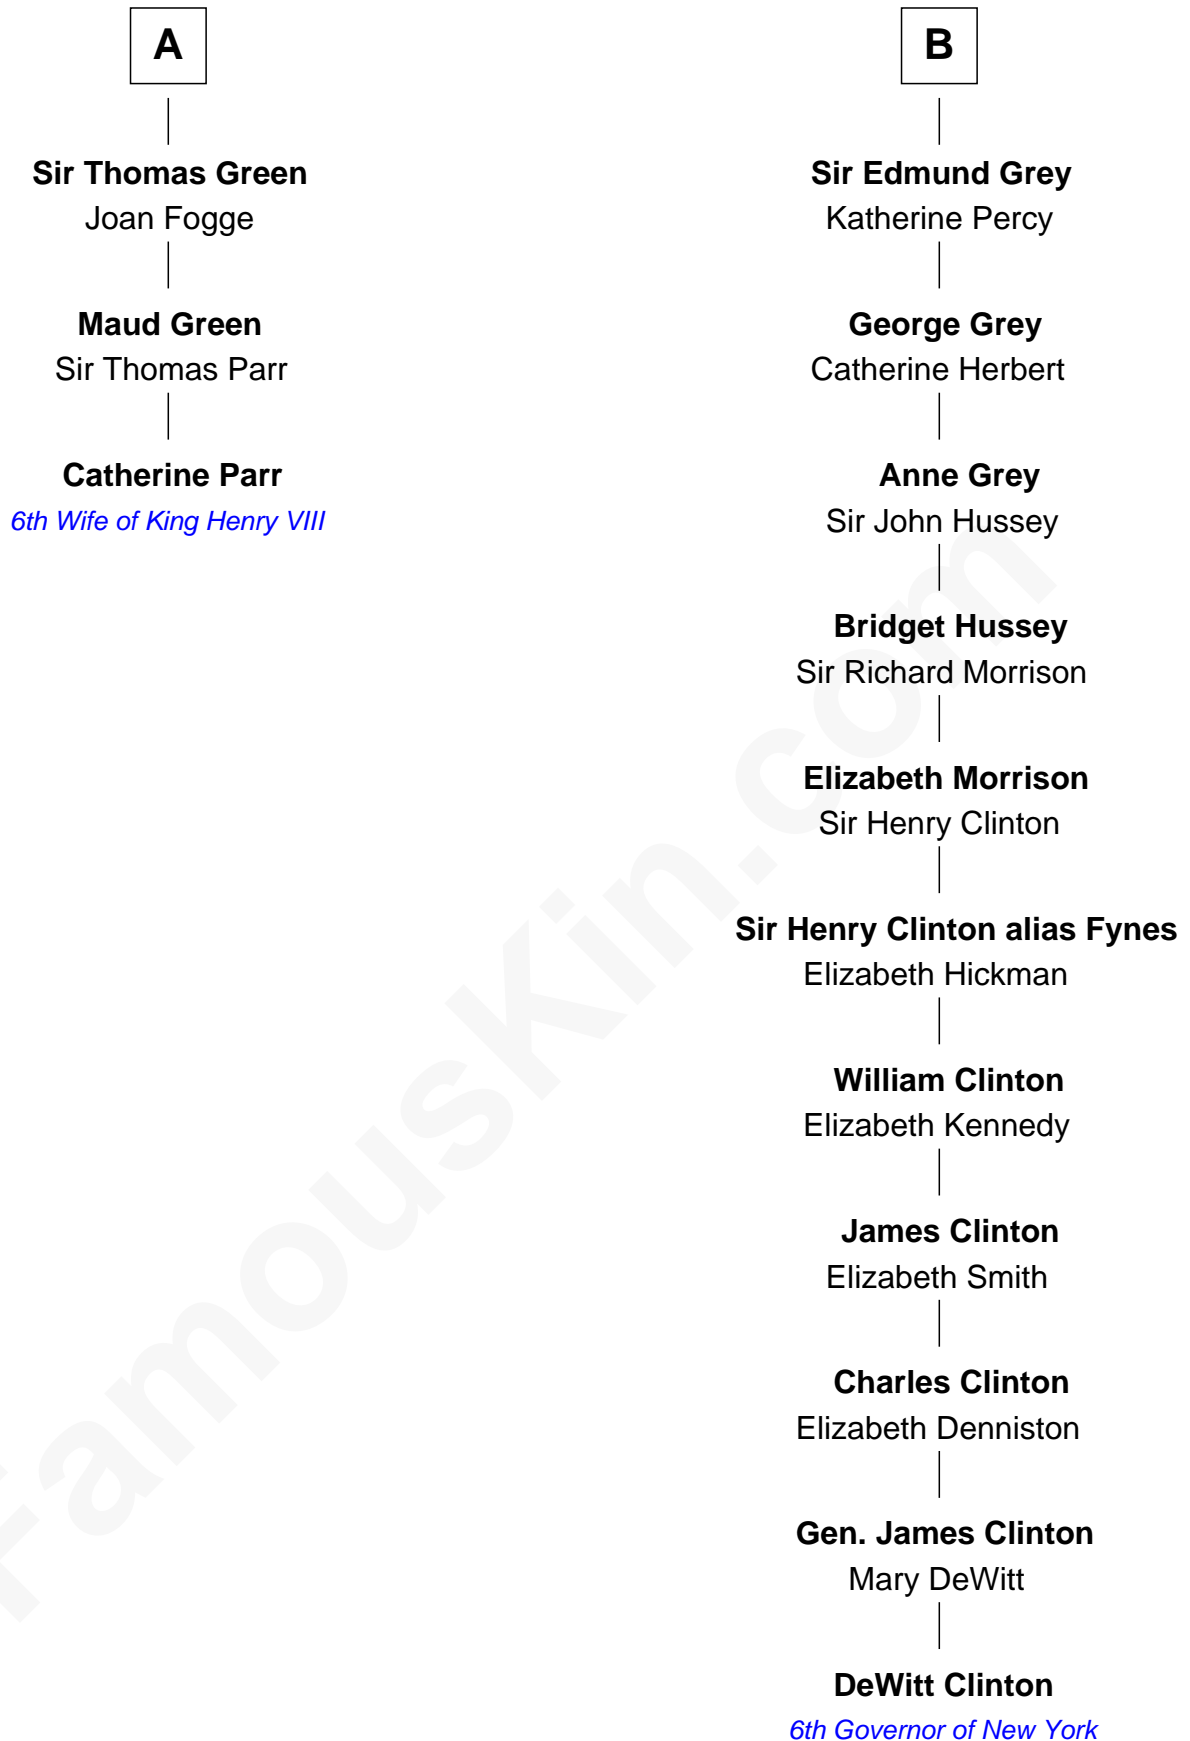 A
Sir Thomas Green
Joan Fogge
Maud Green
Sir Thomas Parr
Catherine Parr
6th Wife of King Henry VIII
B
Sir Edmund Grey
Katherine Percy
George Grey
Catherine Herbert
Anne Grey
Sir John Hussey
Bridget Hussey
Sir Richard Morrison
Elizabeth Morrison
Sir Henry Clinton
Sir Henry Clinton alias Fynes
Elizabeth Hickman
William Clinton
Elizabeth Kennedy
James Clinton
Elizabeth Smith
Charles Clinton
Elizabeth Denniston
Gen. James Clinton
Mary DeWitt
DeWitt Clinton
6th Governor of New York
FamousKin.com